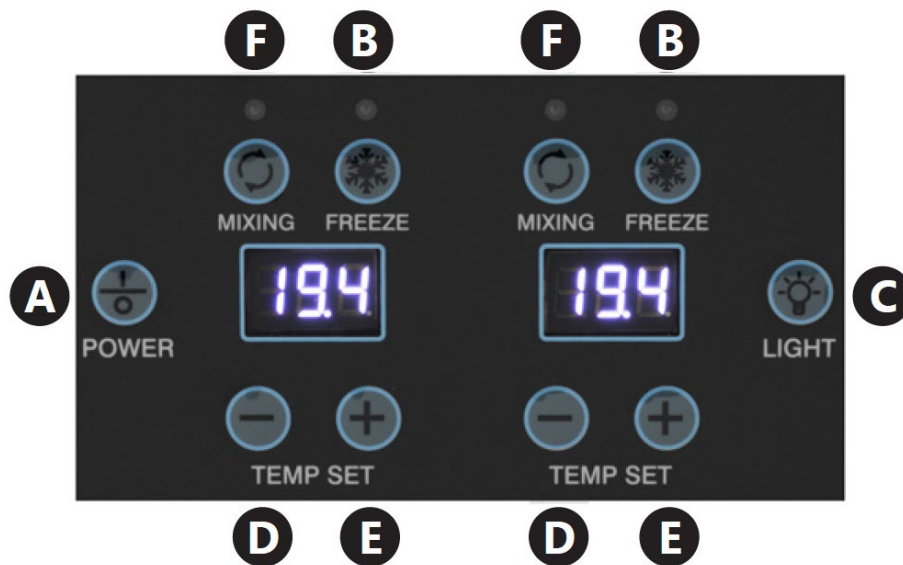 F B F B
MIXING FREEZE MIXING FREEZE
19.4 19.4
A C
POWER LIGHT
− + − +
TEMP SET TEMP SET
D E D E